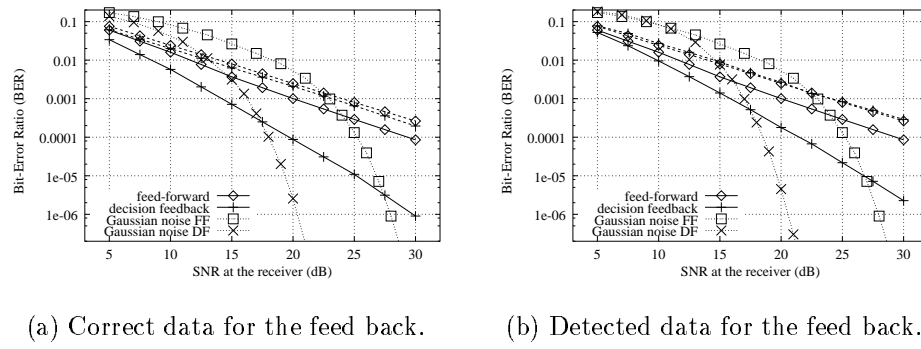 0.1
0.01
0.001
0.0001
1e-05
1e-06
Bit-Error Ratio (BER)
feed-forward
decision feedback
Gaussian noise FF
Gaussian noise DF
5 10 15 20 25 30
SNR at the receiver (dB)
(a) Correct data for the feed back.
0.1
0.01
0.001
0.0001
1e-05
1e-06
Bit-Error Ratio (BER)
feed-forward
decision feedback
Gaussian noise FF
Gaussian noise DF
5 10 15 20 25 30
SNR at the receiver (dB)
(b) Detected data for the feed back.